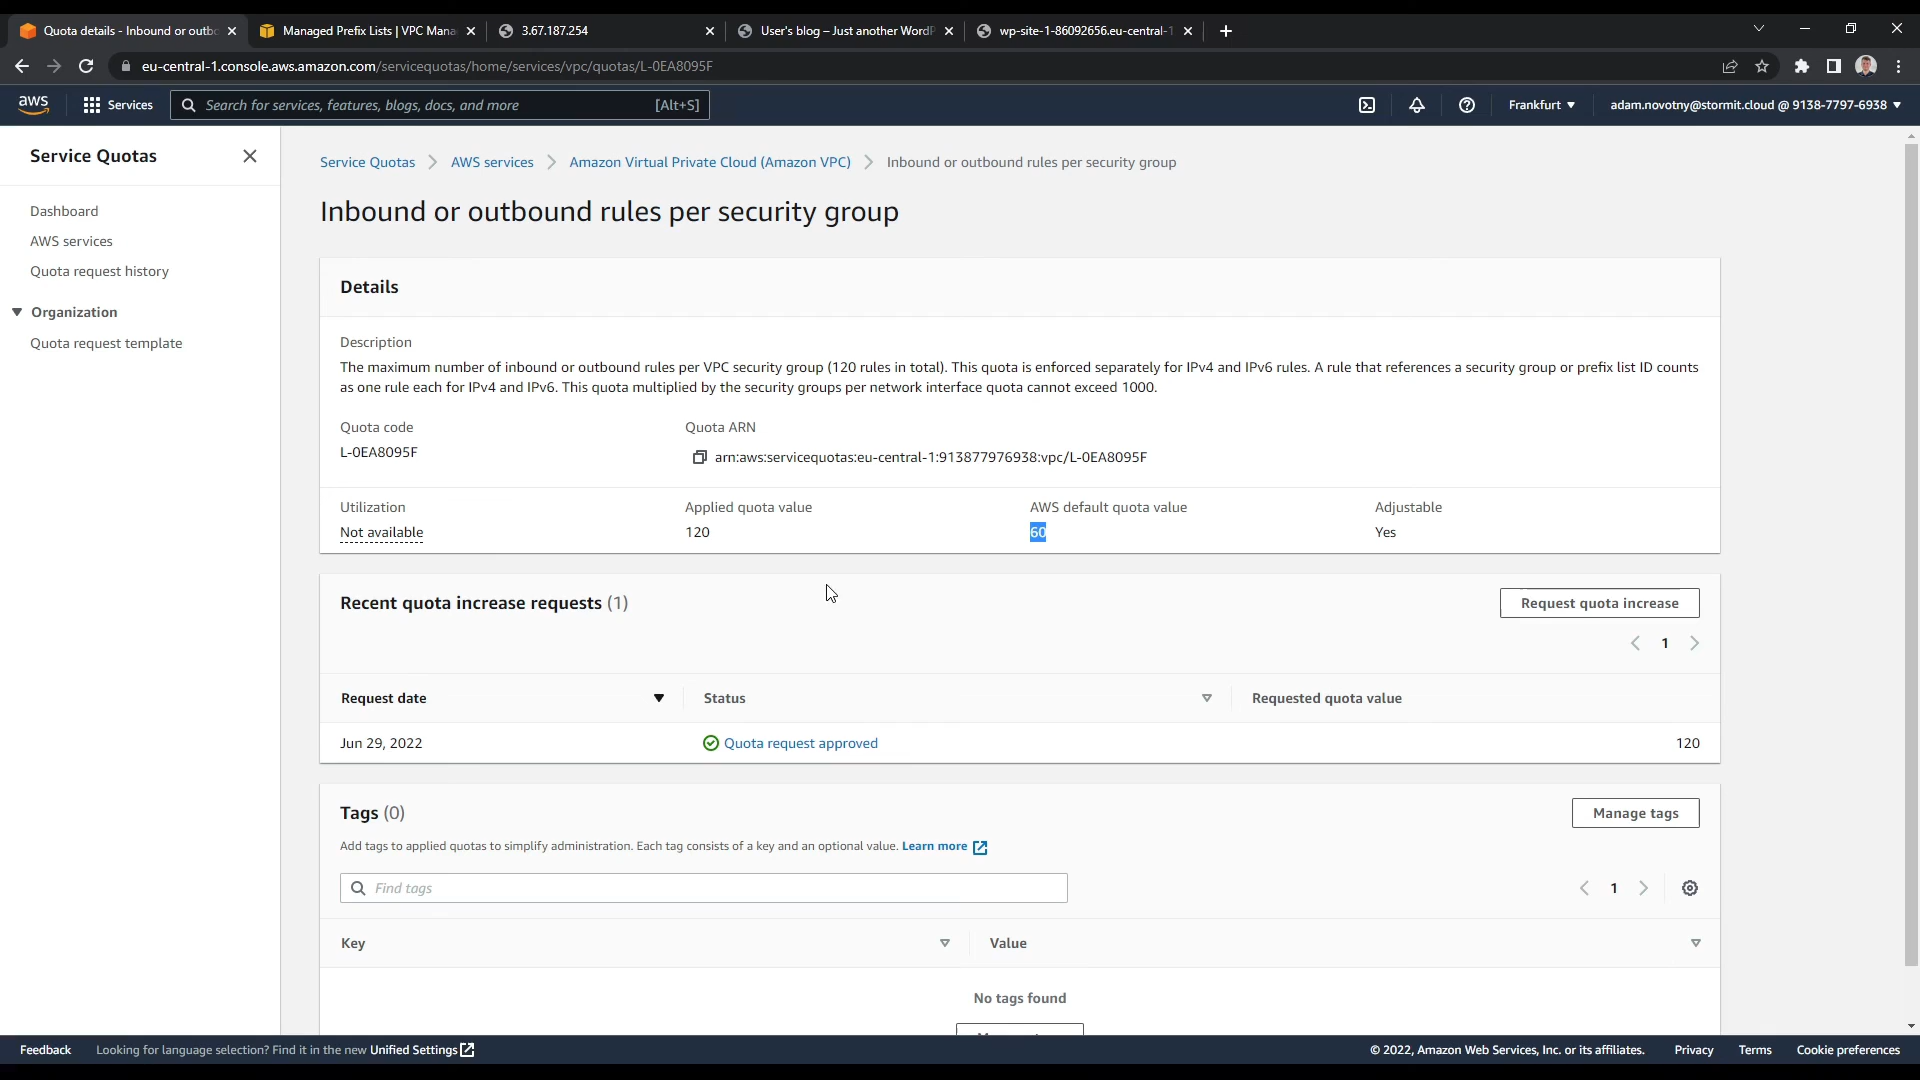 Quota details - Inbound or outbo
Managed Prefix Lists | VPC Mana
3.67.187.254
User's blog – Just another WordP
wp-site-1-86092656.eu-central-1
eu-central-1.console.aws.amazon.com/servicequotas/home/services/vpc/quotas/L-0EA8095F
aws
Services
Search for services, features, blogs, docs, and more
[Alt+S]
Frankfurt
adam.novotny@stormit.cloud @ 9138-7797-6938
Service Quotas
Dashboard
AWS services
Quota request history
Organization
Quota request template
Service Quotas
AWS services
Amazon Virtual Private Cloud (Amazon VPC)
Inbound or outbound rules per security group
Inbound or outbound rules per security group
Details
Description
The maximum number of inbound or outbound rules per VPC security group (120 rules in total). This quota is enforced separately for IPv4 and IPv6 rules. A rule that references a security group or prefix list ID counts
as one rule each for IPv4 and IPv6. This quota multiplied by the security groups per network interface quota cannot exceed 1000.
Quota code
L-0EA8095F
Quota ARN
arn:aws:servicequotas:eu-central-1:913877976938:vpc/L-0EA8095F
Utilization
Not available
Applied quota value
120
AWS default quota value
60
Adjustable
Yes
Recent quota increase requests (1)
Request quota increase
1
Request date
Status
Requested quota value
Jun 29, 2022
Quota request approved
120
Tags (0)
Manage tags
Add tags to applied quotas to simplify administration. Each tag consists of a key and an optional value. Learn more
Find tags
1
Key
Value
No tags found
Feedback
Looking for language selection? Find it in the new Unified Settings
© 2022, Amazon Web Services, Inc. or its affiliates.
Privacy
Terms
Cookie preferences